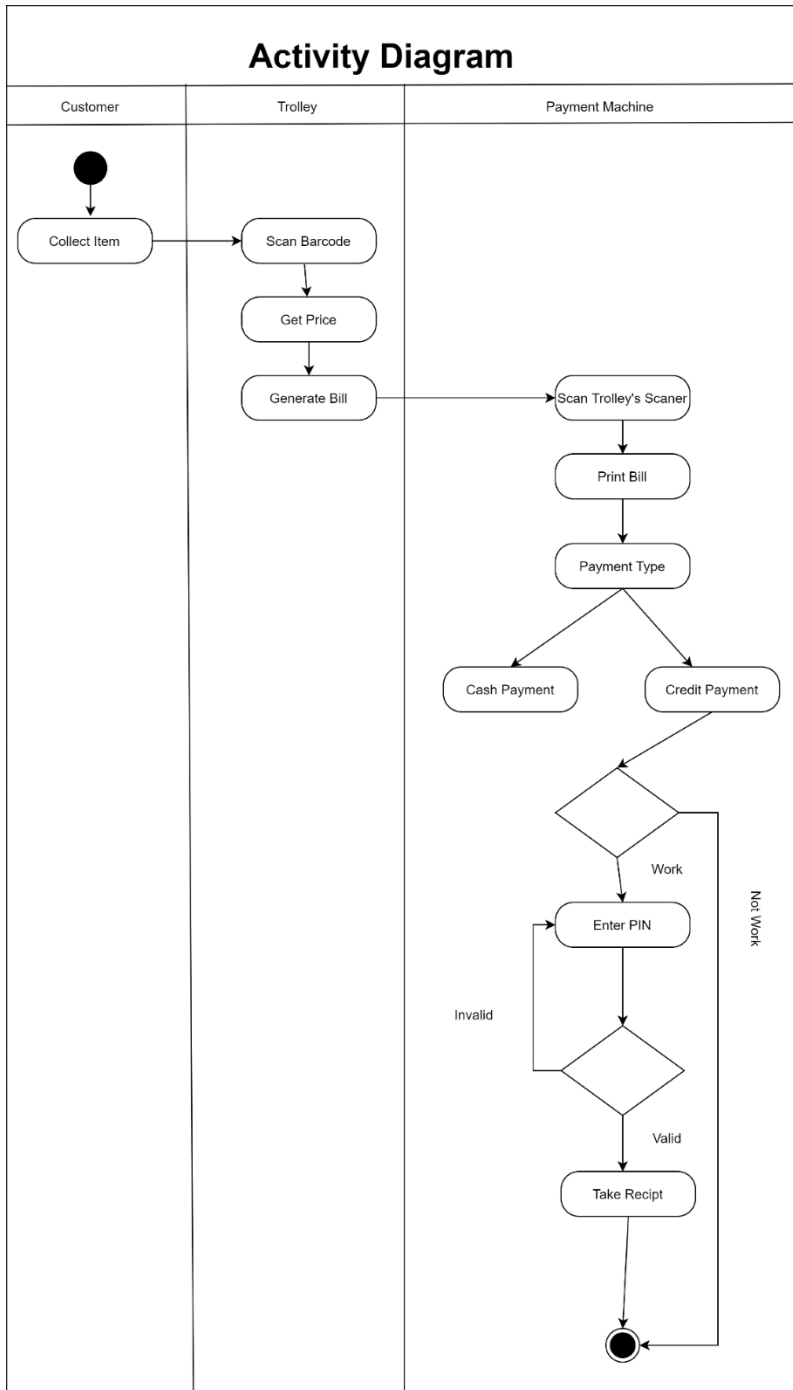 Activity Diagram
Customer
Trolley
Payment Machine
Collect Item
Scan Barcode
Get Price
Generate Bill
Scan Trolley's Scaner
Print Bill
Payment Type
Cash Payment
Credit Payment
Work
Not Work
Enter PIN
Invalid
Valid
Take Recipt